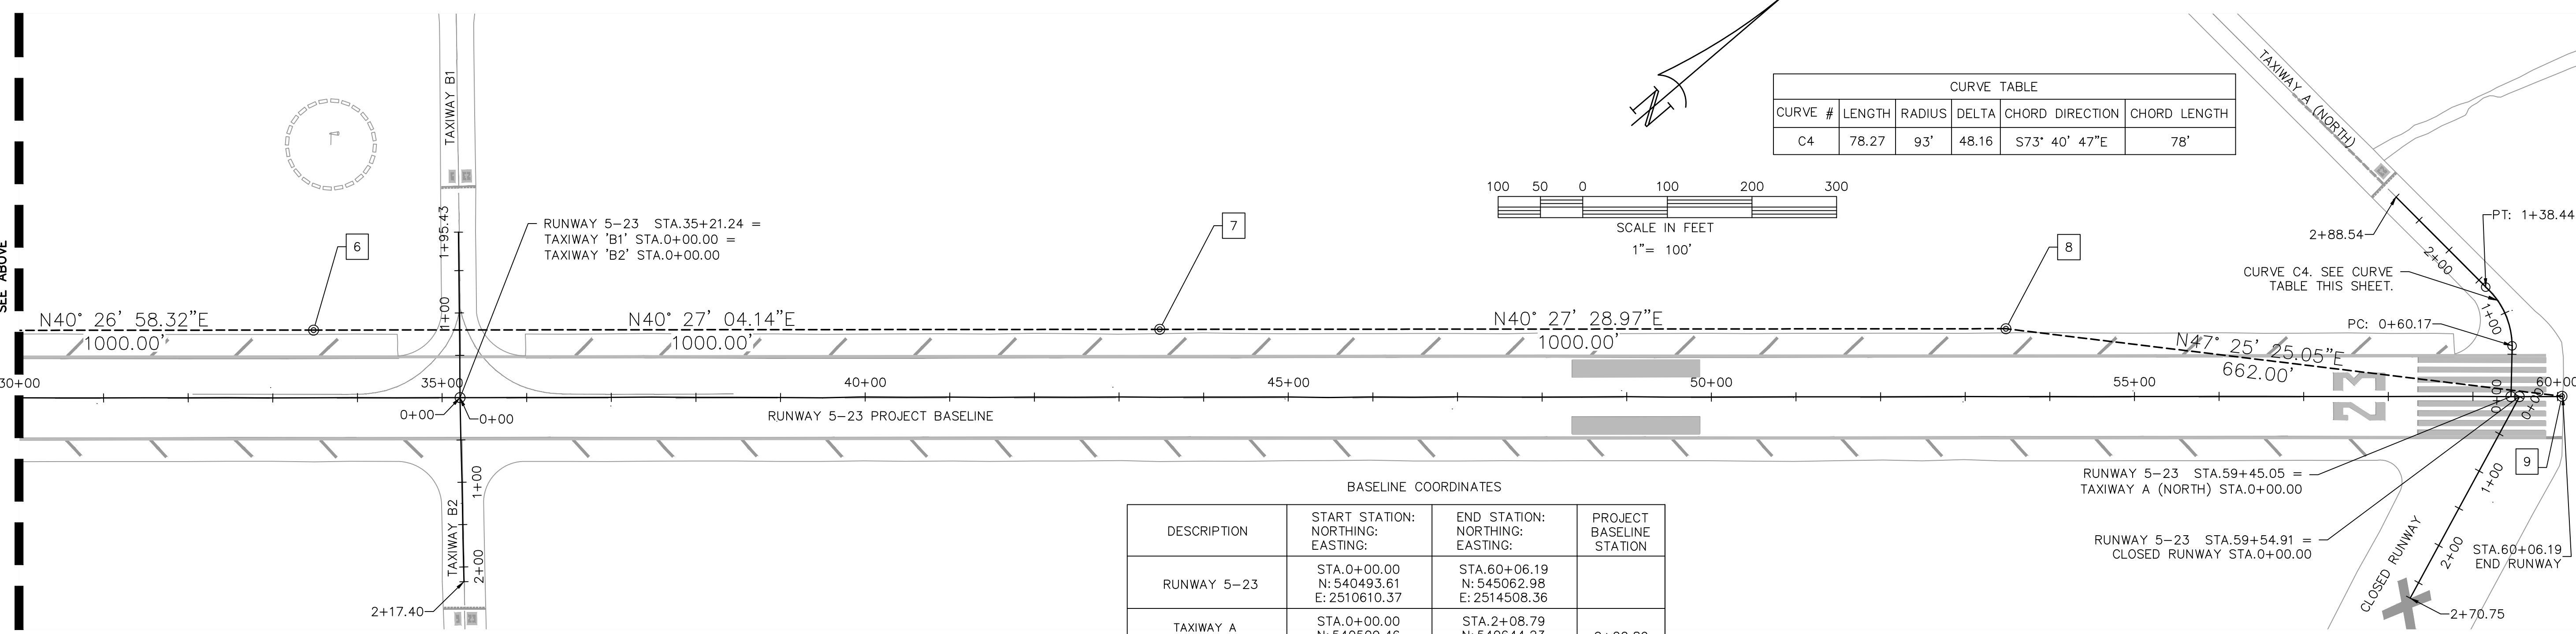 SEE ABOVE
TAXIWAY B1
TAXIWAY A (NORTH)
CURVE TABLE
CURVE # LENGTH RADIUS DELTA CHORD DIRECTION CHORD LENGTH
C4 78.27 93' 48.16 S73° 40' 47"E 78'
N
100 50 0 100 200 300
SCALE IN FEET
1"= 100'
1+95.43
1+00
RUNWAY 5-23 STA.35+21.24 =
TAXIWAY 'B1' STA.0+00.00 =
TAXIWAY 'B2' STA.0+00.00
6
7
8
PT: 1+38.44
2+88.54
2+00
CURVE C4. SEE CURVE
TABLE THIS SHEET.
1+00
PC: 0+60.17
N40° 26' 58.32"E
1000.00'
N40° 27' 04.14"E
1000.00'
N40° 27' 28.97"E
1000.00'
N47° 25' 25.05"E
662.00'
30+00
35+00
40+00
45+00
50+00
55+00
60+00
0+00
0+00
RUNWAY 5-23 PROJECT BASELINE
23
0+00
0+00
9
1+00
TAXIWAY B2
2+00
2+17.40
RUNWAY 5-23 STA.59+45.05 =
TAXIWAY A (NORTH) STA.0+00.00
RUNWAY 5-23 STA.59+54.91 =
CLOSED RUNWAY STA.0+00.00
1+00
2+00
CLOSED RUNWAY
STA.60+06.19
END RUNWAY
2+70.75
BASELINE COORDINATES
DESCRIPTION
START STATION:
NORTHING:
EASTING:
END STATION:
NORTHING:
EASTING:
PROJECT
BASELINE
STATION
RUNWAY 5-23
STA.0+00.00
N: 540493.61
E: 2510610.37
STA.60+06.19
N: 545062.98
E: 2514508.36
TAXIWAY A
STA.0+00.00
STA.2+08.79